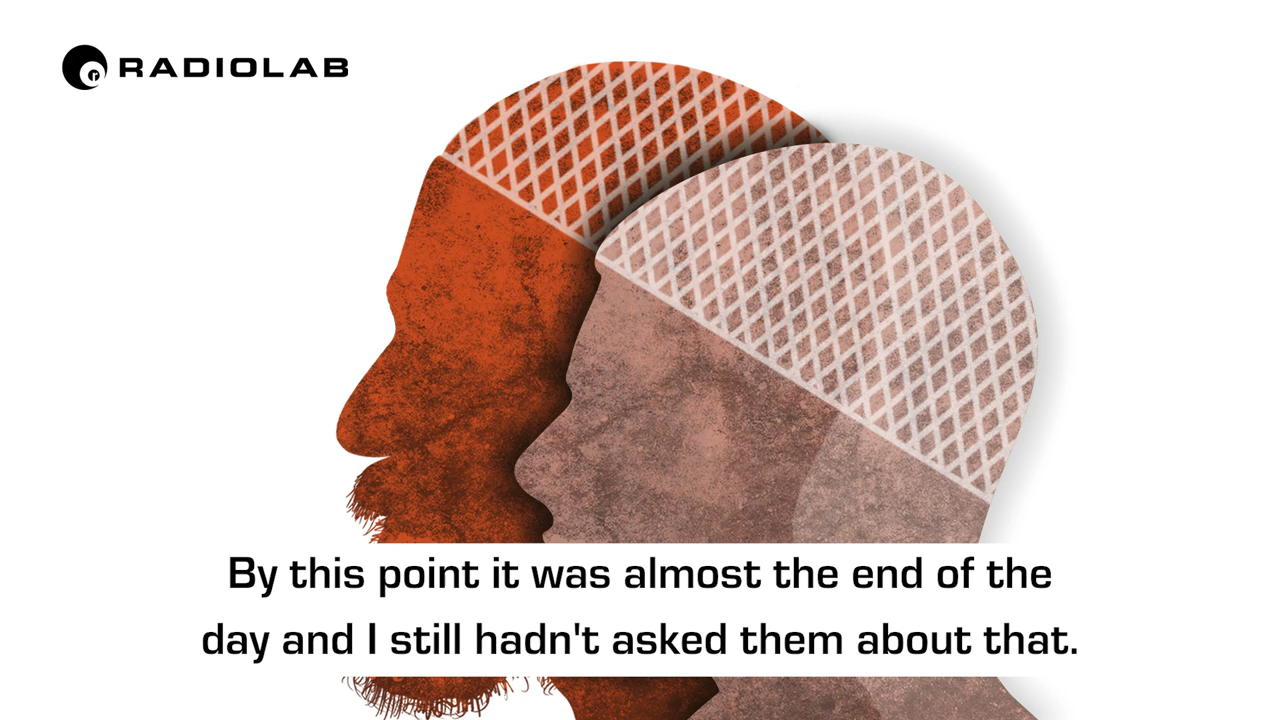 RADIOLAB
By this point it was almost the end of the
day and I still hadn't asked them about that.